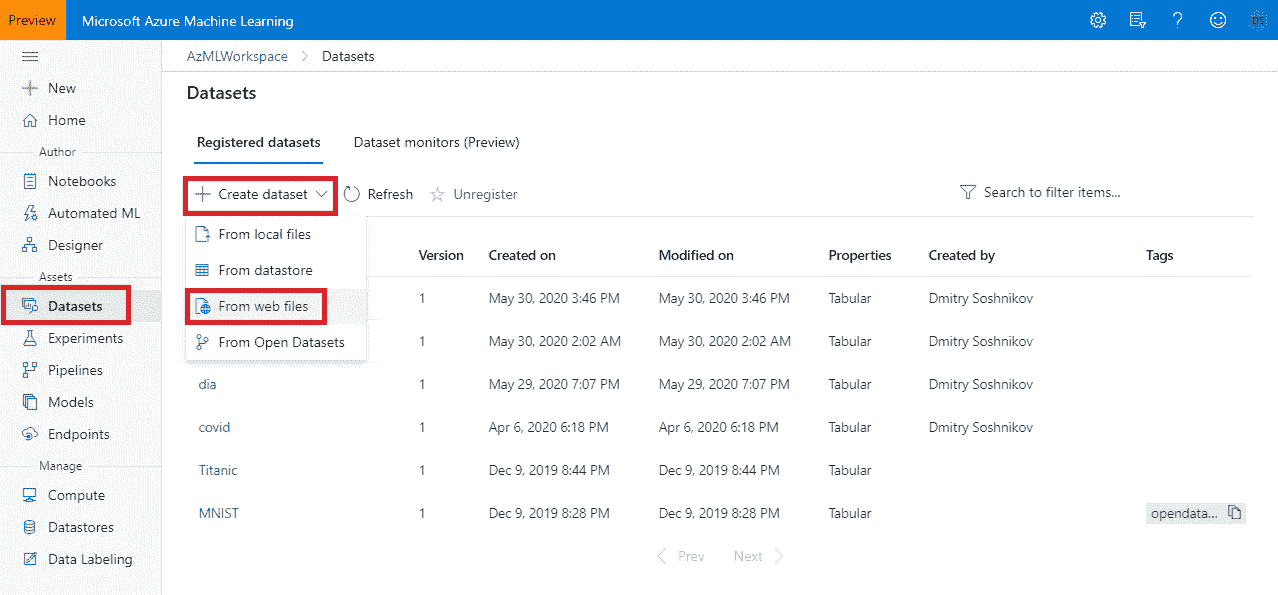 Preview Microsoft Azure Machine Learning
AzMLWorkspace > Datasets
New
Home
Author
Notebooks
Automated ML
Designer
Assets
Datasets
Experiments
Pipelines
Models
Endpoints
Manage
Compute
Datastores
Data Labeling
Datasets
Registered datasets Dataset monitors (Preview)
Create dataset Refresh Unregister Search to filter items...
From local files
From datastore
From web files
From Open Datasets
Version Created on Modified on Properties Created by Tags
1 May 30, 2020 3:46 PM May 30, 2020 3:46 PM Tabular Dmitry Soshnikov
1 May 30, 2020 2:02 AM May 30, 2020 2:02 AM Tabular Dmitry Soshnikov
dia 1 May 29, 2020 7:07 PM May 29, 2020 7:07 PM Tabular Dmitry Soshnikov
covid 1 Apr 6, 2020 6:18 PM Apr 6, 2020 6:18 PM Tabular Dmitry Soshnikov
Titanic 1 Dec 9, 2019 8:44 PM Dec 9, 2019 8:44 PM Tabular
MNIST 1 Dec 9, 2019 8:28 PM Dec 9, 2019 8:28 PM Tabular opendata...
Prev Next